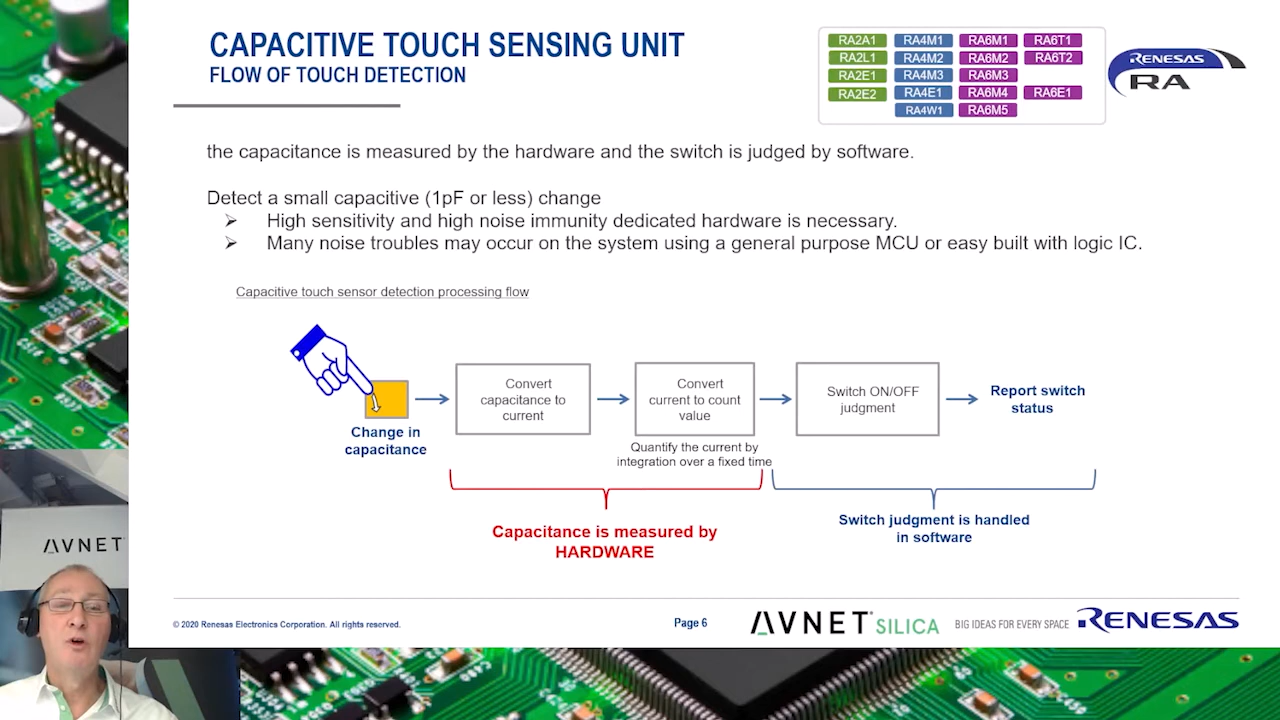 CAPACITIVE TOUCH SENSING UNIT
FLOW OF TOUCH DETECTION
RA2A1 RA4M1 RA6M1 RA6T1
RA2L1 RA4M2 RA6M2 RA6T2
RA2E1 RA4M3 RA6M3
RA2E2 RA4E1 RA6M4 RA6E1
RA4W1 RA6M5
RENESAS
RA
the capacitance is measured by the hardware and the switch is judged by software.
Detect a small capacitive (1pF or less) change
High sensitivity and high noise immunity dedicated hardware is necessary.
Many noise troubles may occur on the system using a general purpose MCU or easy built with logic IC.
Capacitive touch sensor detection processing flow
Change in
capacitance
Convert
capacitance to
current
Convert
current to count
value
Quantify the current by
integration over a fixed time
Switch ON/OFF
judgment
Report switch
status
Capacitance is measured by
HARDWARE
Switch judgment is handled
in software
AVNET
© 2020 Renesas Electronics Corporation. All rights reserved.
Page 6
AVNET® SILICA
BIG IDEAS FOR EVERY SPACE
RENESAS